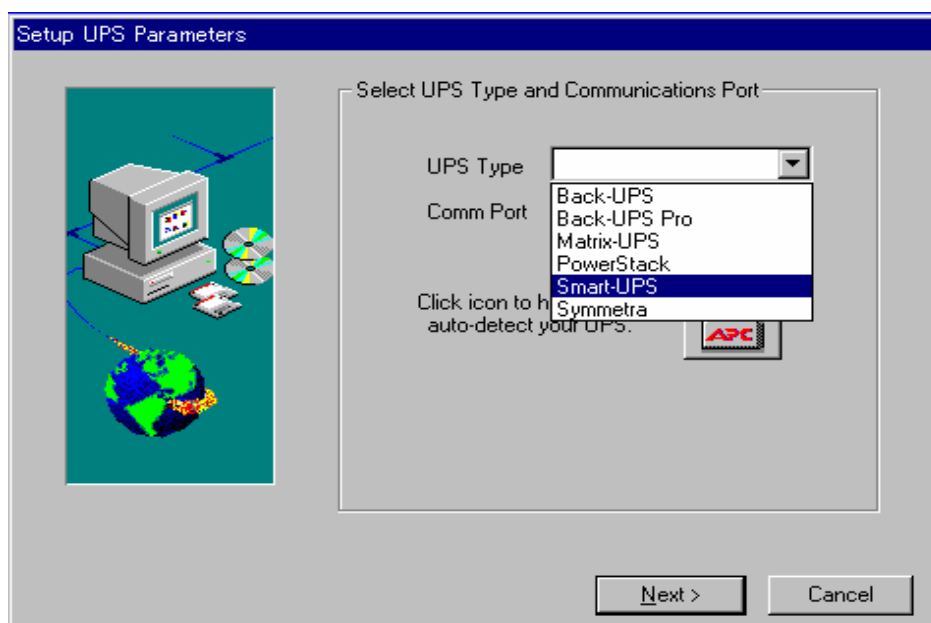 Setup UPS Parameters
Select UPS Type and Communications Port
UPS Type
Back-UPS
Back-UPS Pro
Matrix-UPS
PowerStack
Smart-UPS
Symmetra
Comm Port
Click icon to h
auto-detect your UPS.
APC
Next >
Cancel